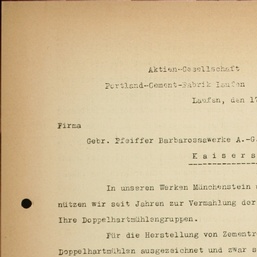 Aktien-Gesellschaft
Portland-Cement-Fabrik Laufen
Laufen, den 1
Firma
Gebr. Pfeiffer Barbarossawerke A.-G.
Kaisers
In unseren Werken Münchenstein
nützen wir seit Jahren zur Vermahlung der
Ihre Doppelhartmühlengruppen.
Für die Herstellung von Zementr
Doppelhartmühlen ausgezeichnet und zwar s